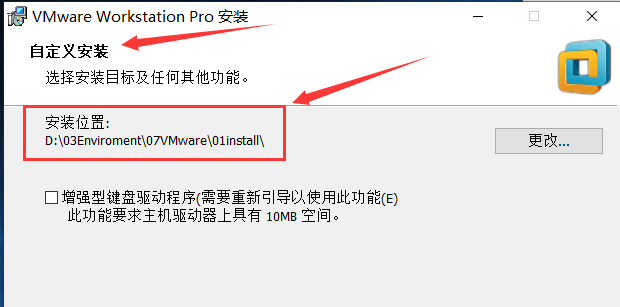 VMware Workstation Pro 安装
自定义安装
选择安装目标及任何其他功能。
安装位置:
D:\03Enviroment\07VMware\01install\
更改...
增强型键盘驱动程序(需要重新引导以使用此功能(E)
此功能要求主机驱动器上具有 10MB 空间。